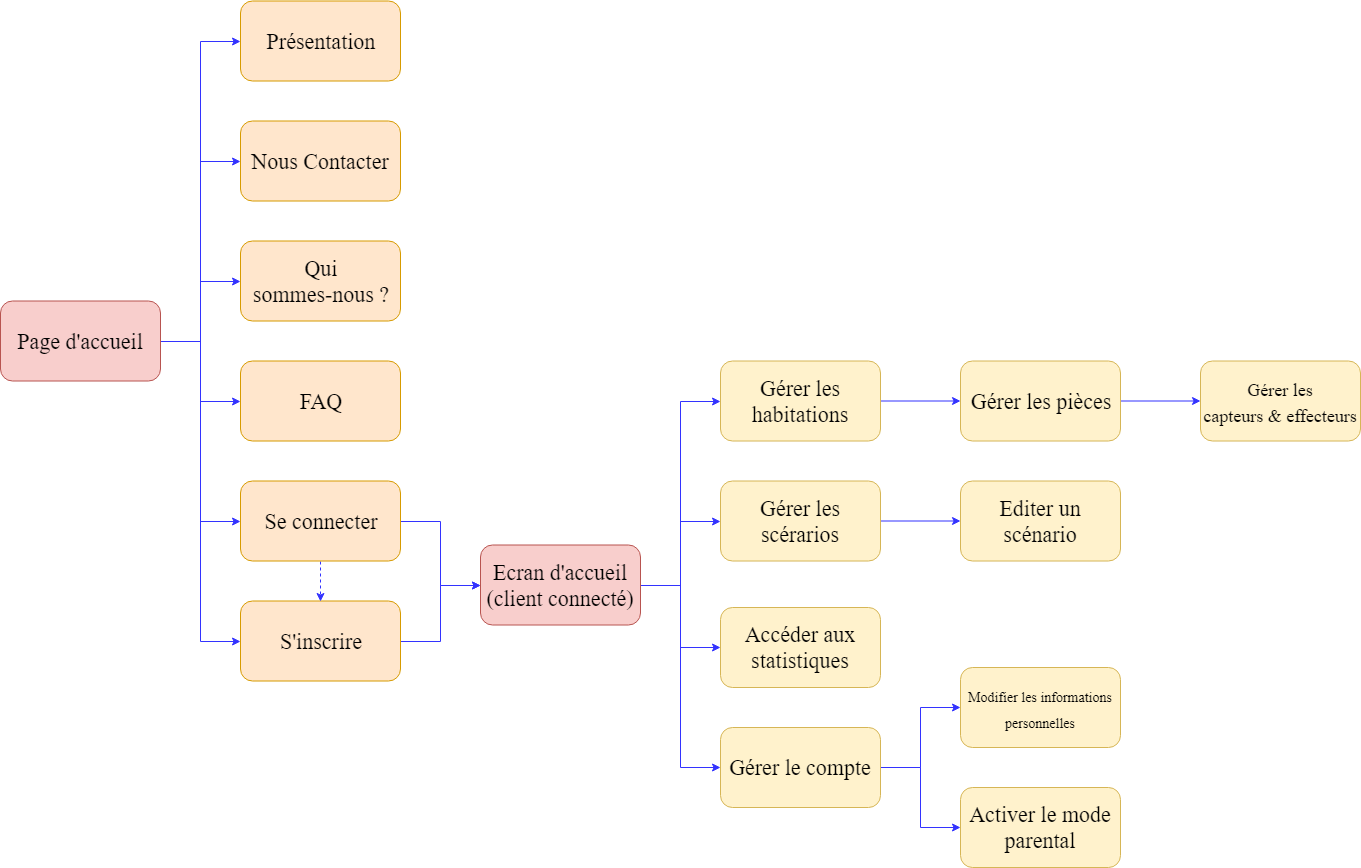 Présentation
Nous Contacter
Qui
sommes-nous ?
Page d'accueil
FAQ
Se connecter
S'inscrire
Ecran d'accueil
(client connecté)
Gérer les
habitations
Gérer les pièces
Gérer les
capteurs & effecteurs
Gérer les
scérarios
Editer un
scénario
Accéder aux
statistiques
Gérer le compte
Modifier les informations
personnelles
Activer le mode
parental